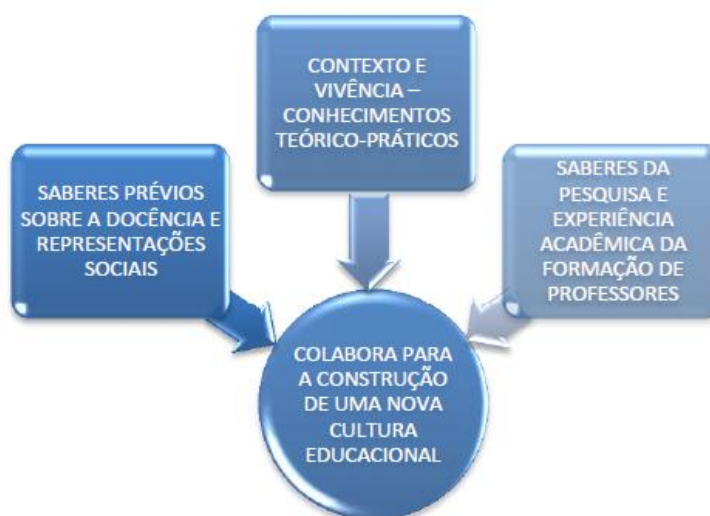 CONTEXTO E
VIVÊNCIA –
CONHECIMENTOS
TEÓRICO-PRÁTICOS
SABERES PRÉVIOS
SOBRE A DOCÊNCIA E
REPRESENTAÇÕES
SOCIAIS
SABERES DA
PESQUISA E
EXPERIÊNCIA
ACADÊMICA DA
FORMAÇÃO DE
PROFESSORES
COLABORA PARA
A CONSTRUÇÃO
DE UMA NOVA
CULTURA
EDUCACIONAL